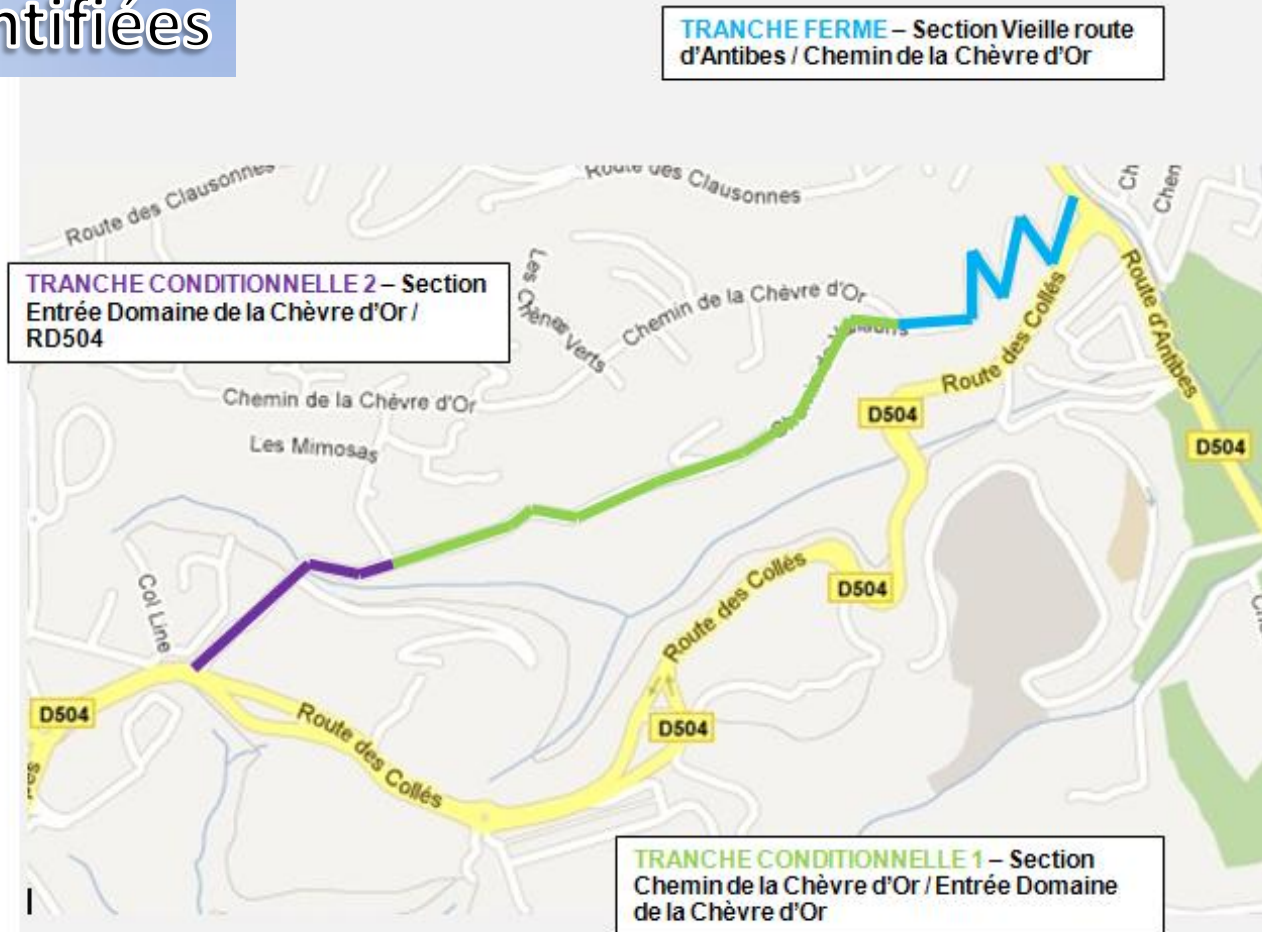 ntifiées
TRANCHE FERME – Section Vieille route
d'Antibes / Chemin de la Chèvre d'Or
Route des Clausonnes
Route des Clausonnes
Ch
Chen
TRANCHE CONDITIONNELLE 2 – Section
Entrée Domaine de la Chèvre d'Or /
RD504
Les Chênes Verts
Chemin de la Chèvre d'Or
Route des Collés
Route d'Antibes
Chemin de la Chèvre d'Or
D504
Les Mimosas
D504
Col Line
Route des Collés
D504
D504
Route des Collés
D504
TRANCHE CONDITIONNELLE 1 – Section
Chemin de la Chèvre d'Or / Entrée Domaine
de la Chèvre d'Or